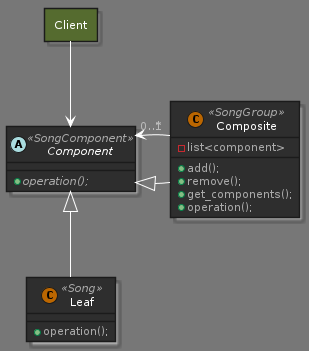 Client
A
«SongComponent»
Component
operation();
0..1
*
C
«SongGroup»
Composite
list<component>
add();
remove();
get_components();
operation();
C
«Song»
Leaf
operation();